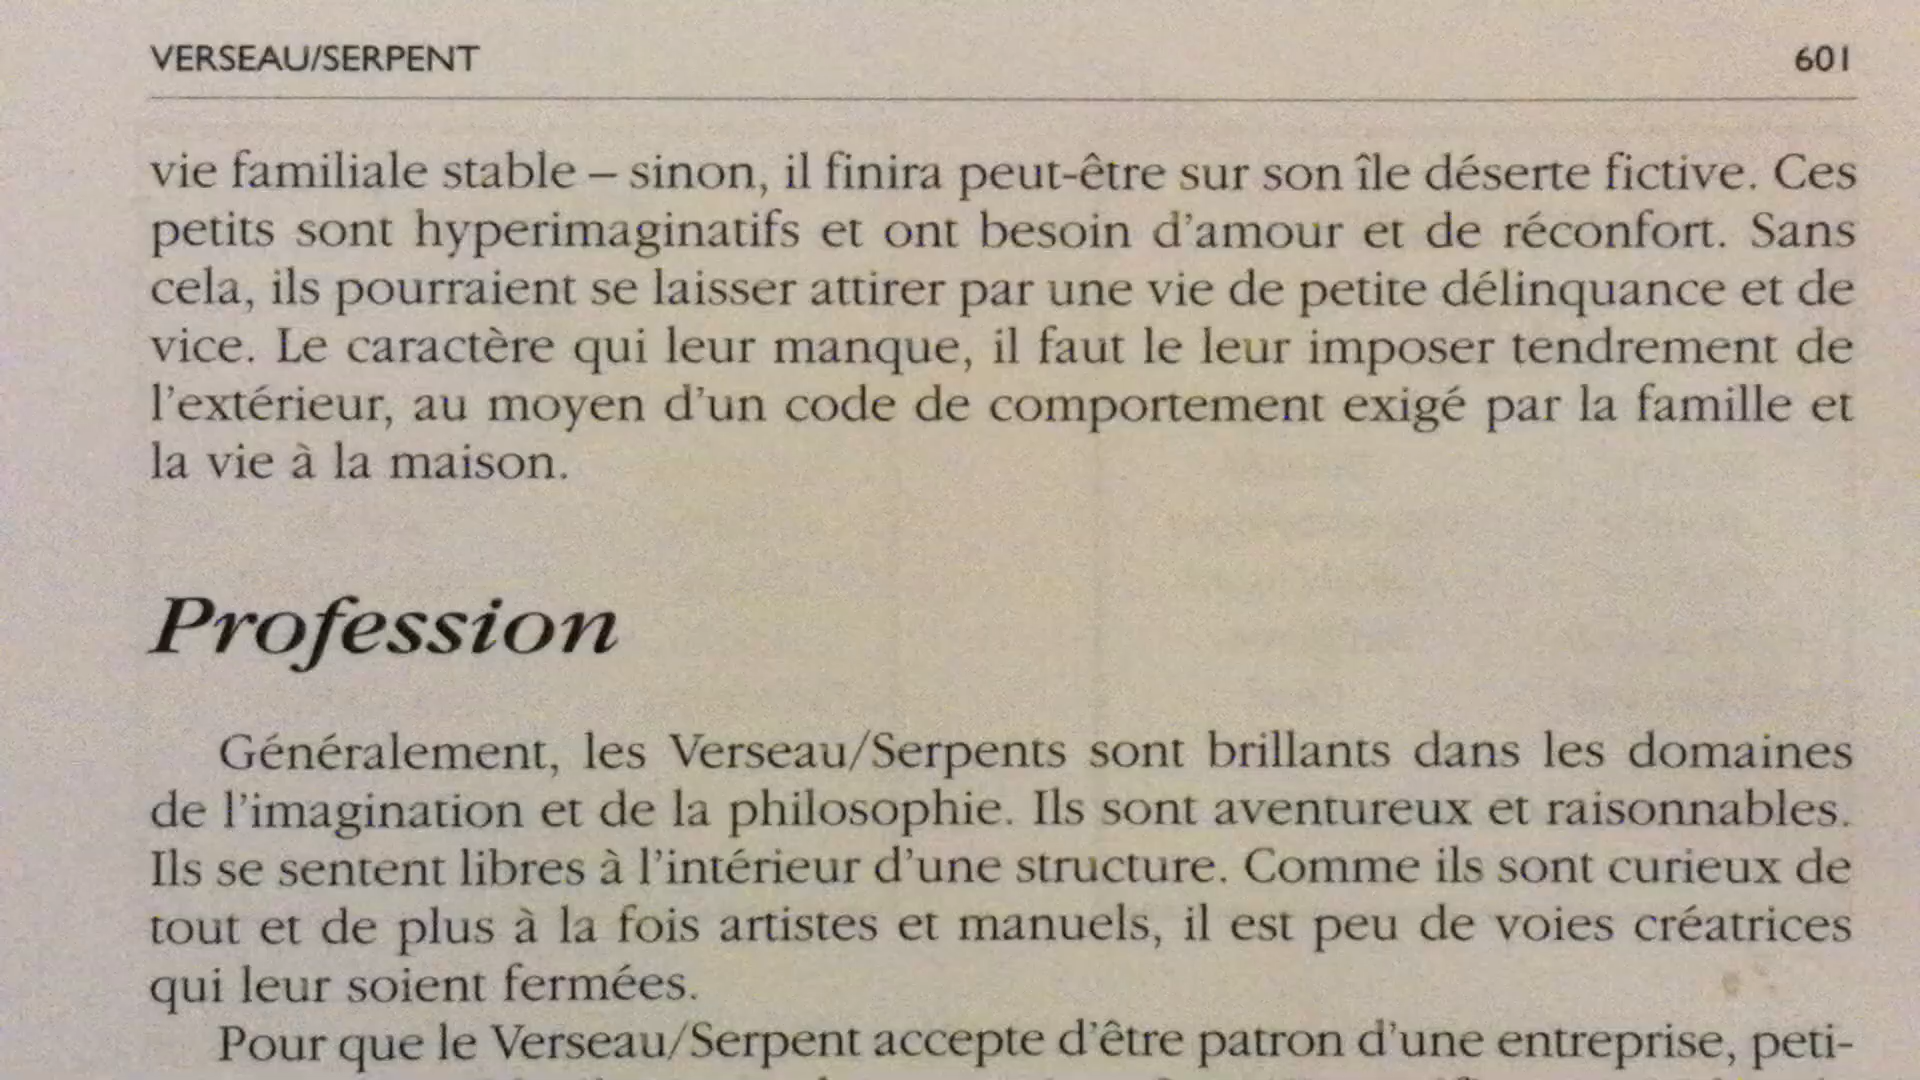 VERSEAU/SERPENT 601
vie familiale stable – sinon, il finira peut-être sur son île déserte fictive. Ces
petits sont hyperimaginatifs et ont besoin d'amour et de réconfort. Sans
cela, ils pourraient se laisser attirer par une vie de petite délinquance et de
vice. Le caractère qui leur manque, il faut le leur imposer tendrement de
l'extérieur, au moyen d'un code de comportement exigé par la famille et
la vie à la maison.
Profession
Généralement, les Verseau/Serpents sont brillants dans les domaines
de l'imagination et de la philosophie. Ils sont aventureux et raisonnables.
Ils se sentent libres à l'intérieur d'une structure. Comme ils sont curieux de
tout et de plus à la fois artistes et manuels, il est peu de voies créatrices
qui leur soient fermées.
Pour que le Verseau/Serpent accepte d'être patron d'une entreprise, peti-